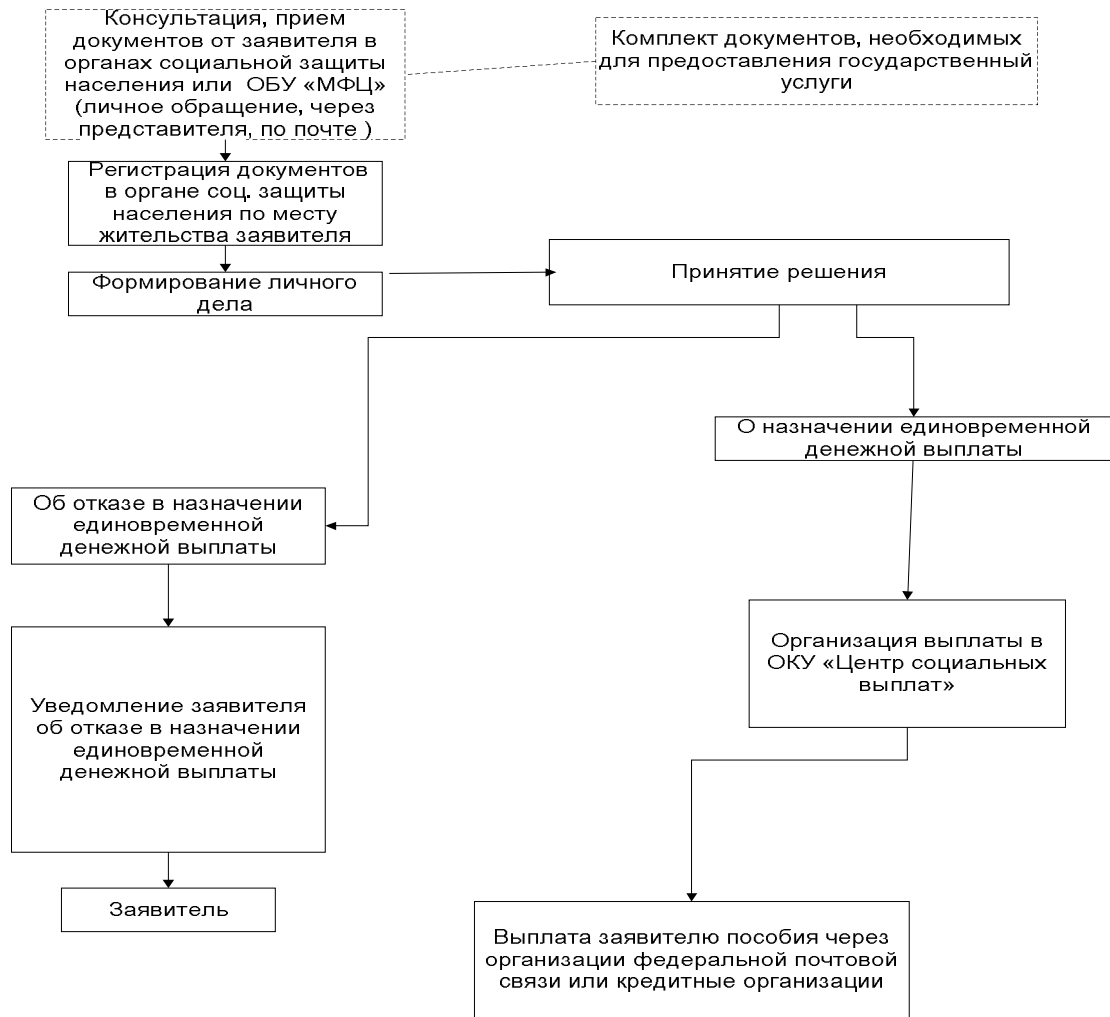 Консультация, прием
документов от заявителя в
органах социальной защиты
населения или ОБУ «МФЦ»
(личное обращение, через
представителя, по почте )
Комплект документов, необходимых
для предоставления государственный
услуги
Регистрация документов
в органе соц. защиты
населения по месту
жительства заявителя
Формирование личного
дела
Принятие решения
О назначении единовременной
денежной выплаты
Об отказе в назначении
единовременной
денежной выплаты
Организация выплаты в
ОКУ «Центр социальных
выплат»
Уведомление заявителя
об отказе в назначении
единовременной
денежной выплаты
Заявитель
Выплата заявителю пособия через
организации федеральной почтовой
связи или кредитные организации